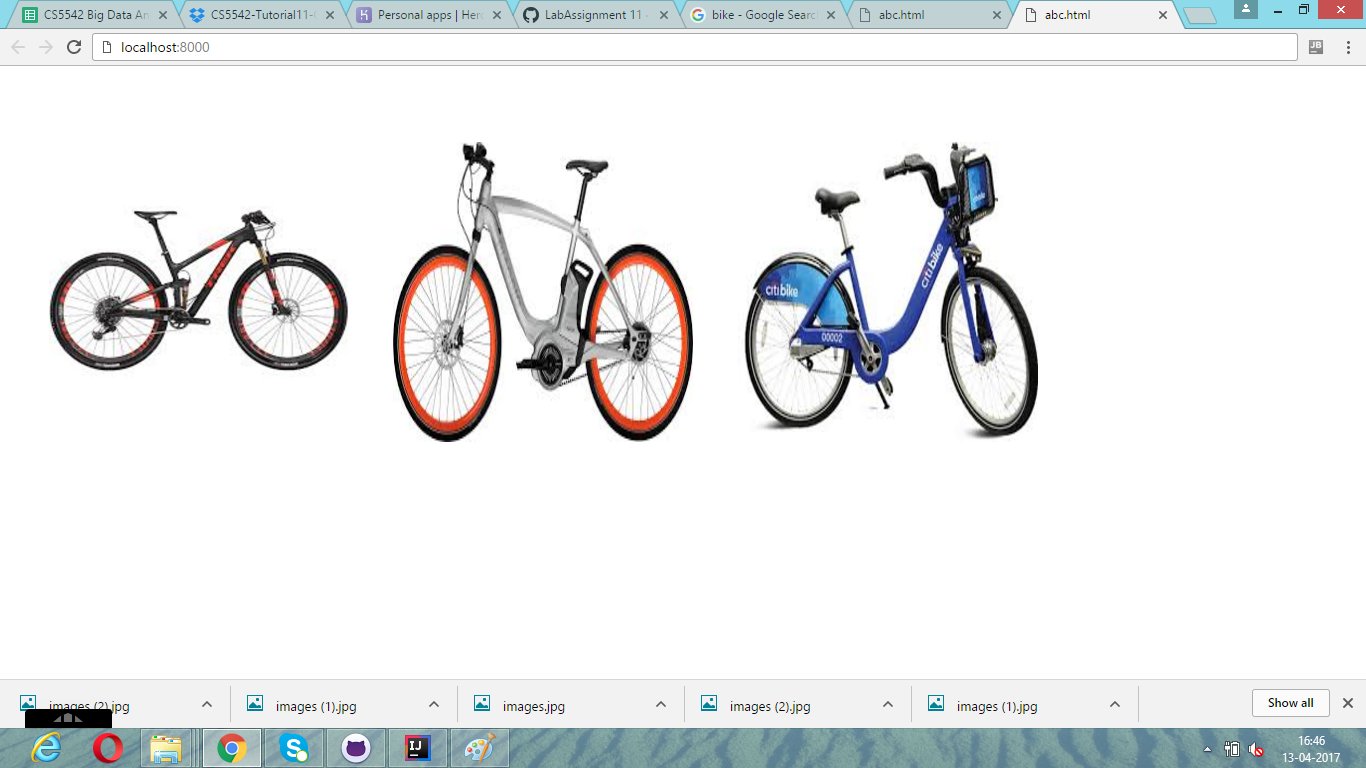 CS5542 Big Data An
CS5542-Tutorial11-
Personal apps | Her
LabAssignment 11
bike - Google Searc
abc.html
abc.html
localhost:8000
JB
citi bike
citi bike
00002
images (2).jpg
images (1).jpg
images.jpg
images (2).jpg
images (1).jpg
Show all
IJ
16:46
13-04-2017